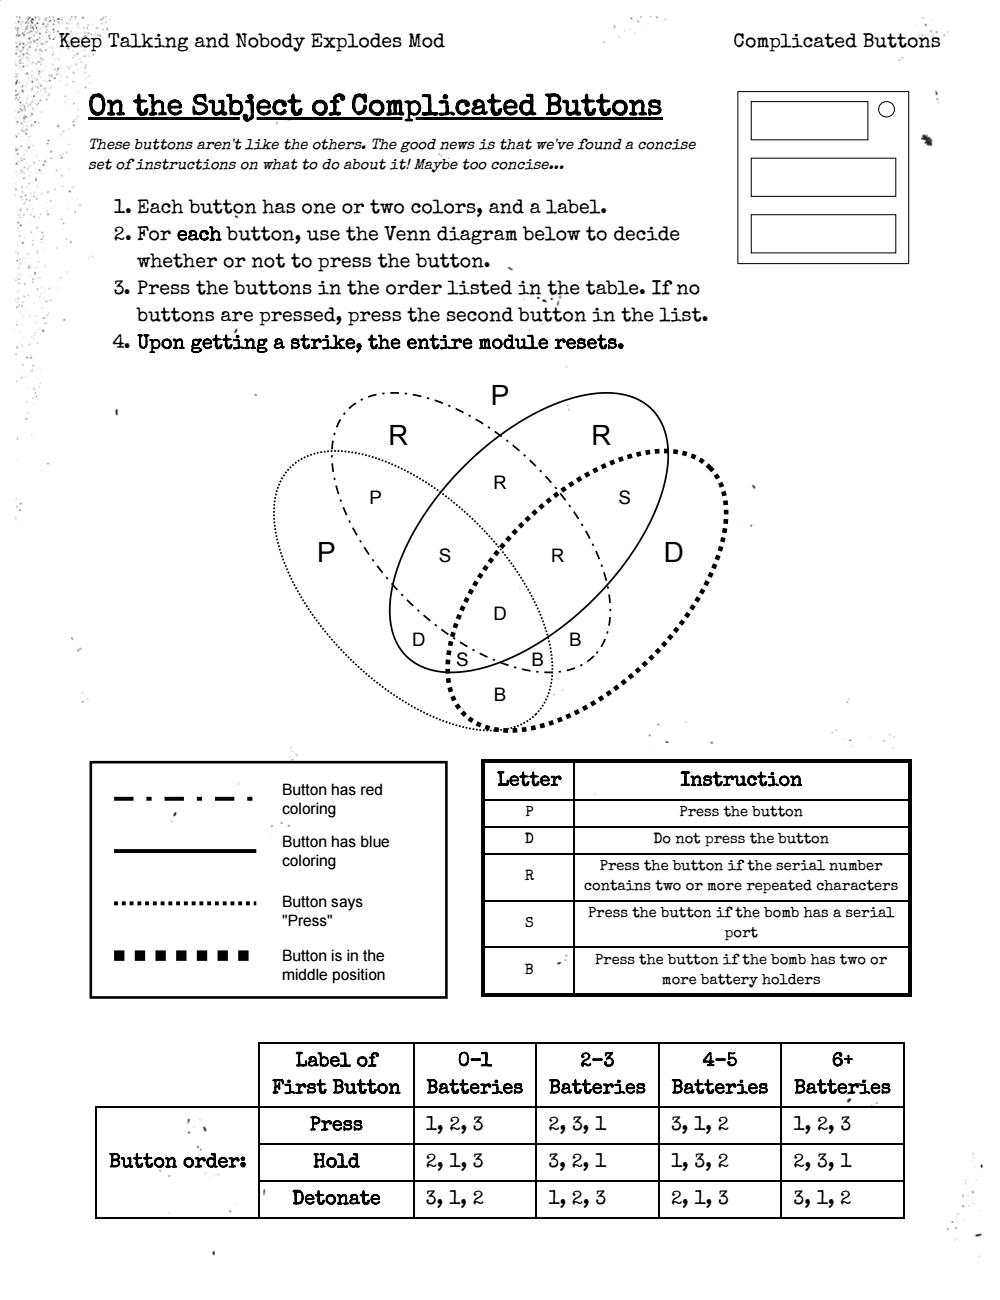 Keep Talking and Nobody Explodes Mod
Complicated Buttons
On the Subject of Complicated Buttons
These buttons aren't like the others. The good news is that we've found a concise
set of instructions on what to do about it! Maybe too concise...
1. Each button has one or two colors, and a label.
2. For each button, use the Venn diagram below to decide
whether or not to press the button.
3. Press the buttons in the order listed in the table. If no
buttons are pressed, press the second button in the list.
4. Upon getting a strike, the entire module resets.
P
R R
R
P S
P S R D
D
D B
S B
B
Button has red
coloring
Button has blue
coloring
Button says
"Press"
Button is in the
middle position
Letter Instruction
P Press the button
D Do not press the button
R Press the button if the serial number
contains two or more repeated characters
S Press the button if the bomb has a serial
port
B Press the button if the bomb has two or
more battery holders
Label of 0-1 2-3 4-5 6+
First Button Batteries Batteries Batteries Batteries
Press 1, 2, 3 2, 3, 1 3, 1, 2 1, 2, 3
Button order: Hold 2, 1, 3 3, 2, 1 1, 3, 2 2, 3, 1
Detonate 3, 1, 2 1, 2, 3 2, 1, 3 3, 1, 2